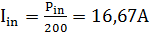 I_in = P_in/200 = 16,67A